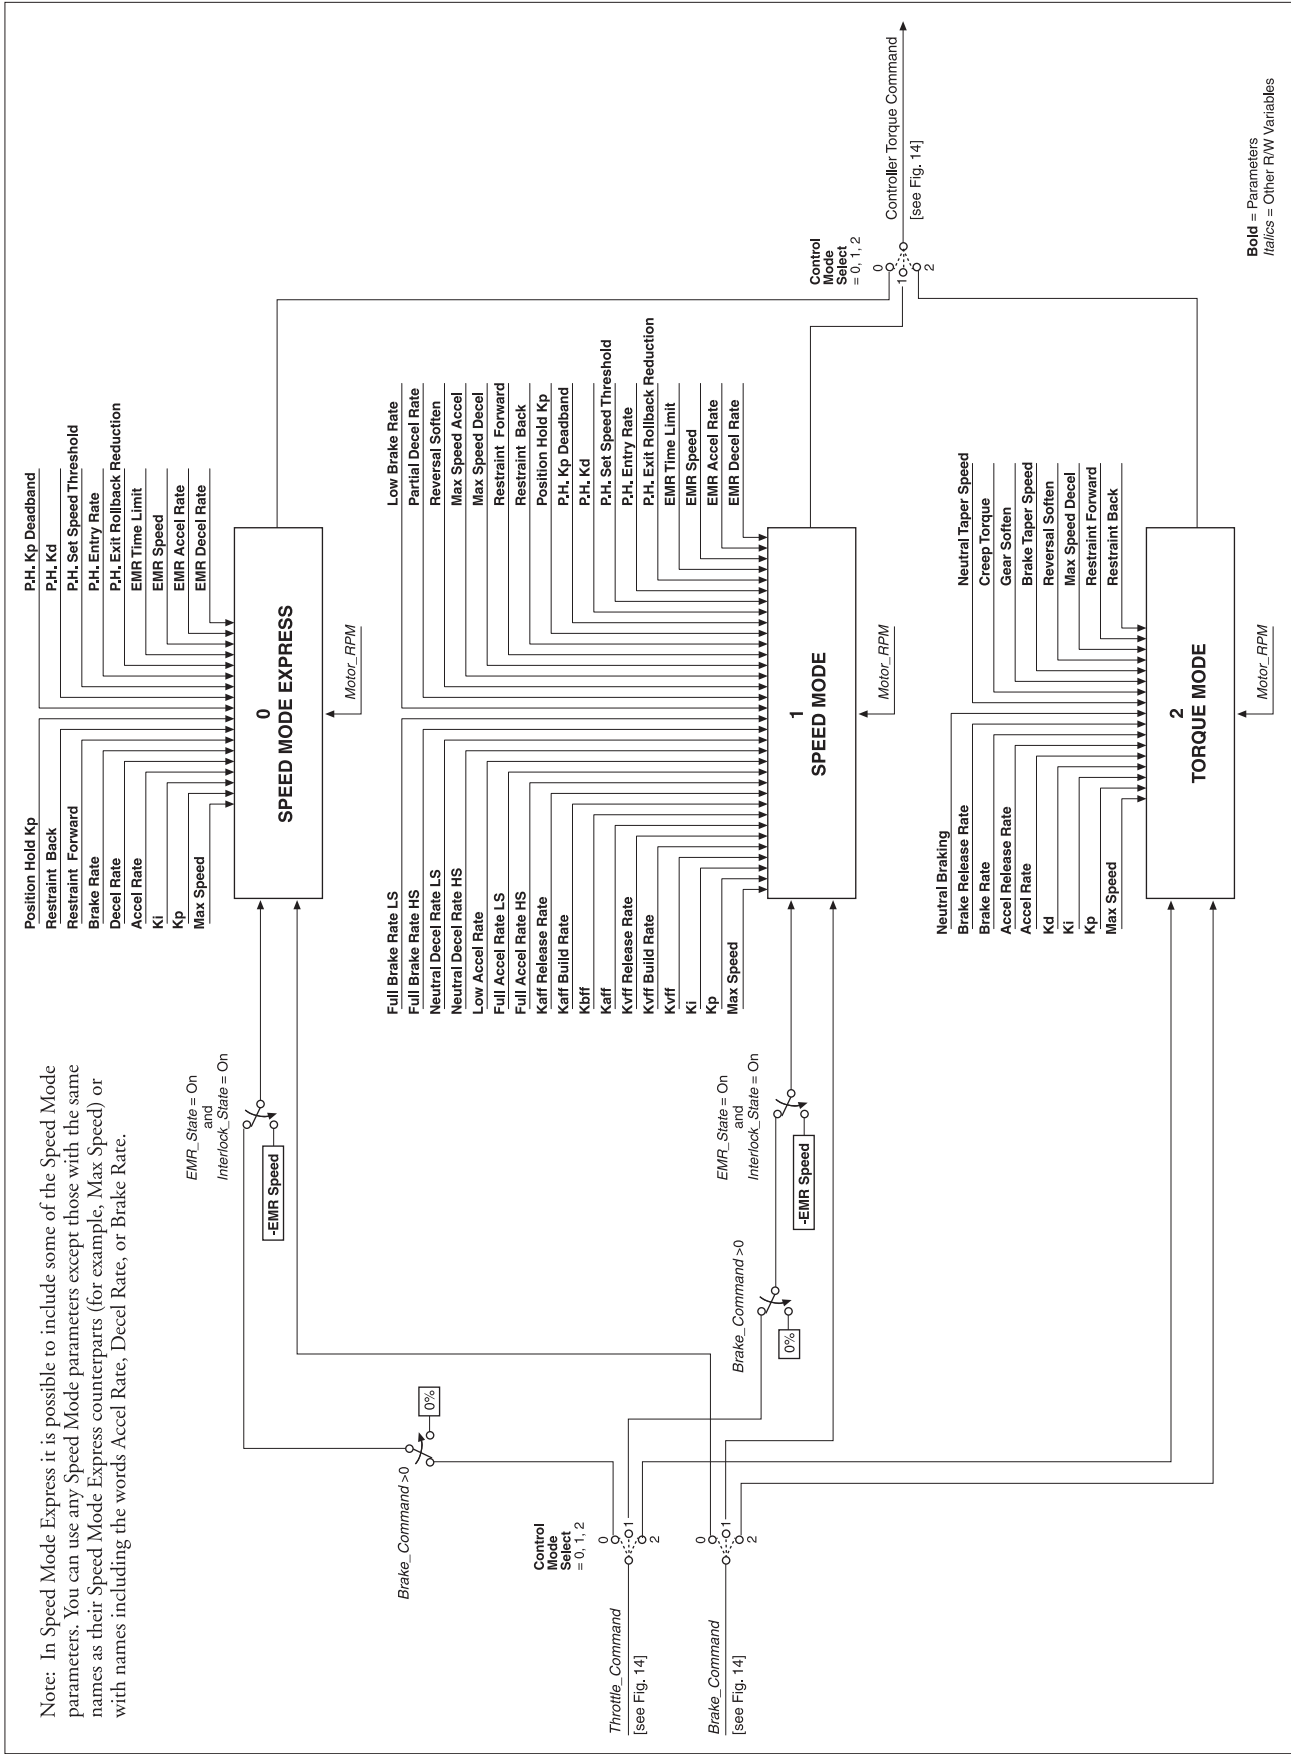 Note: In Speed Mode Express it is possible to include some of the Speed Mode
parameters. You can use any Speed Mode parameters except those with the same
names as their Speed Mode Express counterparts (for example, Max Speed) or
with names including the words Accel Rate, Decel Rate, or Brake Rate.
Position Hold Kp
Restraint Back
Restraint Forward
Brake Rate
Decel Rate
Accel Rate
Ki
Kp
Max Speed
P.H. Kp Deadband
P.H. Kd
P.H. Set Speed Threshold
P.H. Entry Rate
P.H. Exit Rollback Reduction
EMR Time Limit
EMR Speed
EMR Accel Rate
EMR Decel Rate
EMR_State = On
and
Interlock_State = On
-EMR Speed
0
SPEED MODE EXPRESS
Motor_RPM
Brake_Command >0
0%
Full Brake Rate LS
Full Brake Rate HS
Neutral Decel Rate LS
Neutral Decel Rate HS
Low Accel Rate
Full Accel Rate LS
Full Accel Rate HS
Kaff Release Rate
Kaff Build Rate
Kbff
Kaff
Kvff Release Rate
Kvff Build Rate
Kvff
Ki
Kp
Max Speed
Low Brake Rate
Partial Decel Rate
Reversal Soften
Max Speed Accel
Max Speed Decel
Restraint Forward
Restraint Back
Position Hold Kp
P.H. Kp Deadband
P.H. Kd
P.H. Set Speed Threshold
P.H. Entry Rate
P.H. Exit Rollback Reduction
EMR Time Limit
EMR Speed
EMR Accel Rate
EMR Decel Rate
Control
Mode
Select
= 0, 1, 2
0
1
2
Throttle_Command
[see Fig. 14]
0
1
2
Brake_Command
[see Fig. 14]
Brake_Command >0
0%
EMR_State = On
and
Interlock_State = On
-EMR Speed
1
SPEED MODE
Motor_RPM
Control
Mode
Select
= 0, 1, 2
0
1
2
Controller Torque Command
[see Fig. 14]
Neutral Braking
Brake Release Rate
Brake Rate
Accel Release Rate
Accel Rate
Kd
Ki
Kp
Max Speed
Neutral Taper Speed
Creep Torque
Gear Soften
Brake Taper Speed
Reversal Soften
Max Speed Decel
Restraint Forward
Restraint Back
2
TORQUE MODE
Motor_RPM
Bold = Parameters
Italics = Other R/W Variables